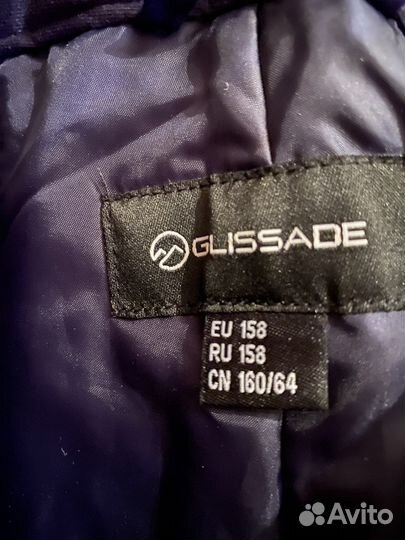 GLISSADE
EU 158
RU 158
CN 160/64
Avito